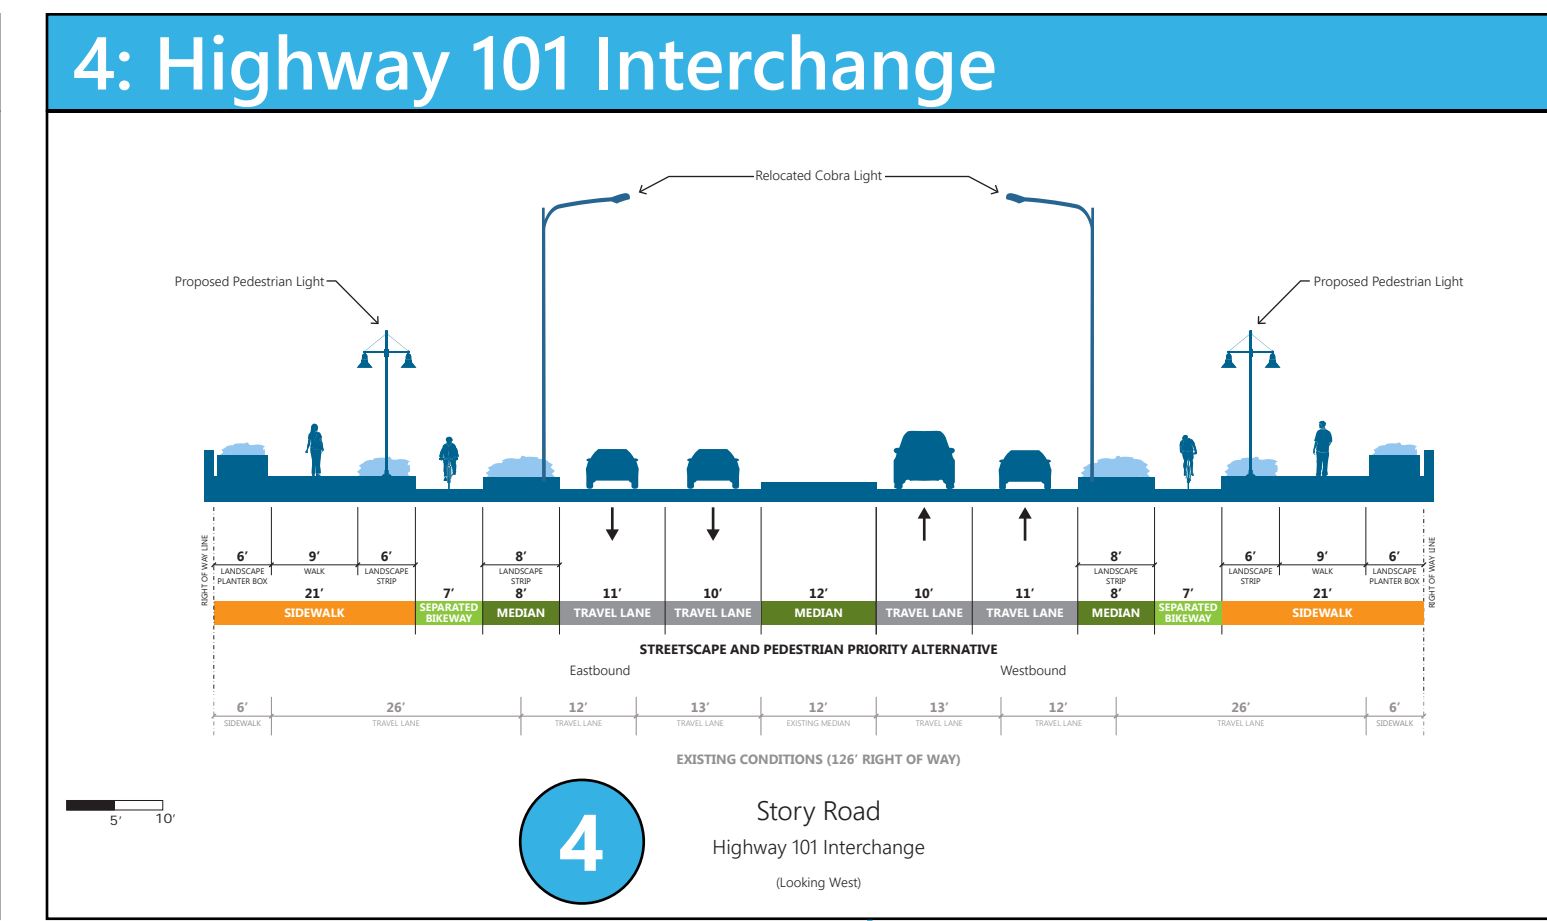 4: Highway 101 Interchange
Relocated Cobra Light
Proposed Pedestrian Light
Proposed Pedestrian Light
RIGHT OF WAY LINE
6’ 9’ 6’ 8’ 8’ 6’ 9’ 6’
LANDSCAPE PLANTER BOX
WALK
LANDSCAPE STRIP
LANDSCAPE STRIP
LANDSCAPE STRIP
LANDSCAPE STRIP
WALK
LANDSCAPE PLANTER BOX
RIGHT OF WAY LINE
21’ 7’ 8’ 11’ 10’ 12’ 10’ 11’ 8’ 7’ 21’
SIDEWALK SEPARATED BIKEWAY MEDIAN TRAVEL LANE TRAVEL LANE MEDIAN TRAVEL LANE TRAVEL LANE MEDIAN SEPARATED BIKEWAY SIDEWALK
STREETSCAPE AND PEDESTRIAN PRIORITY ALTERNATIVE
Eastbound Westbound
6’ 26’ 12’ 13’ 12’ 13’ 12’ 26’ 6’
SIDEWALK TRAVEL LANE TRAVEL LANE TRAVEL LANE EXISTING MEDIAN TRAVEL LANE TRAVEL LANE TRAVEL LANE SIDEWALK
EXISTING CONDITIONS (126’ RIGHT OF WAY)
5’ 10’
4
Story Road
Highway 101 Interchange
(Looking West)